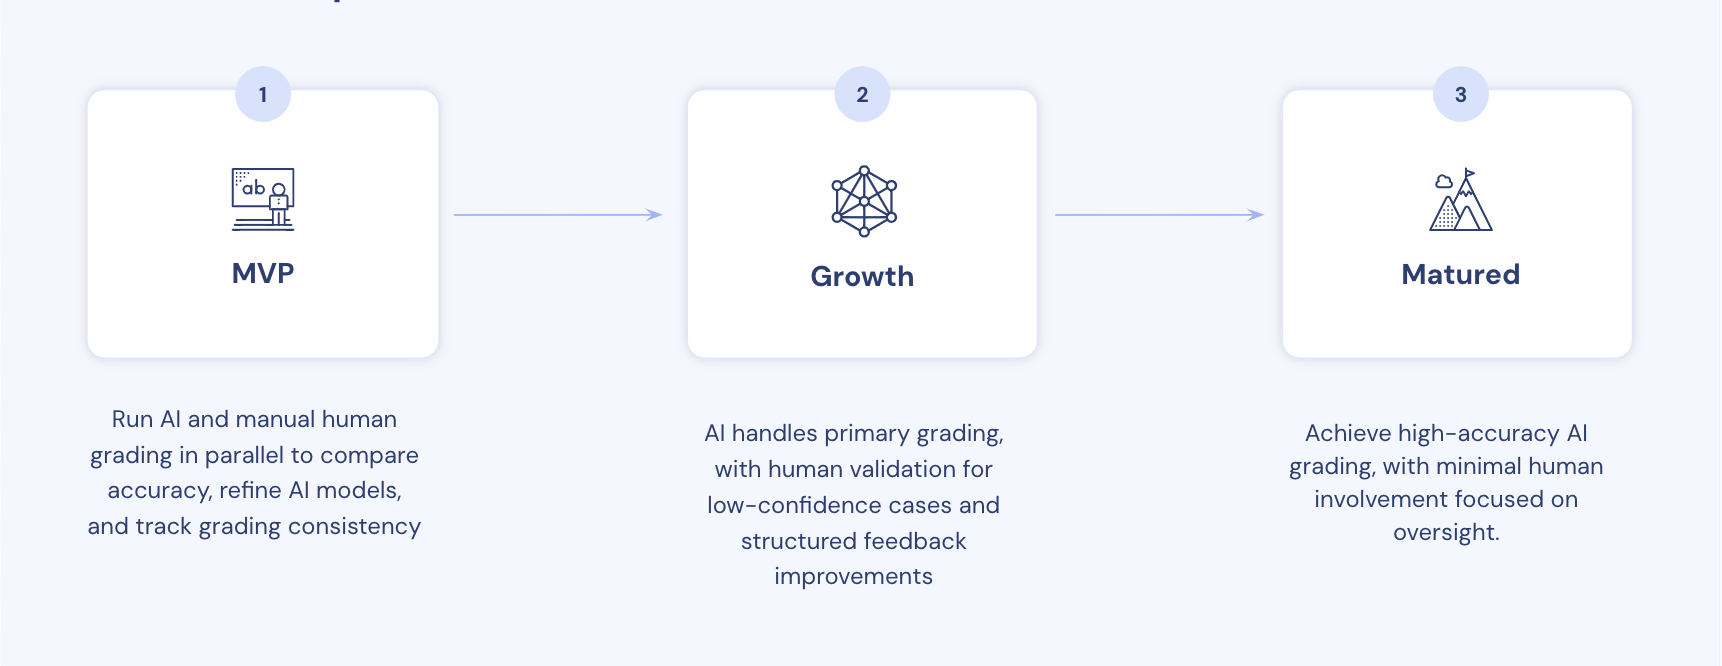 1
MVP
Run AI and manual human
grading in parallel to compare
accuracy, refine AI models,
and track grading consistency
2
Growth
AI handles primary grading,
with human validation for
low-confidence cases and
structured feedback
improvements
3
Matured
Achieve high-accuracy AI
grading, with minimal human
involvement focused on
oversight.